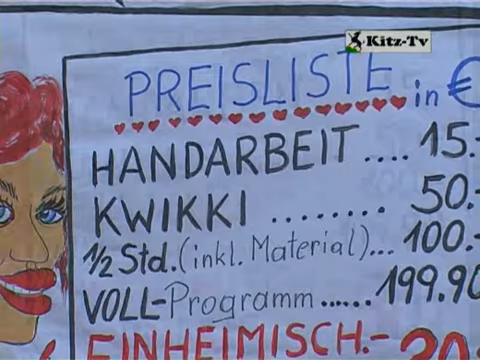 Kitz-Tv
PREISLISTE in €
HANDARBEIT .... 15.-
KWIKKI ........ 50.-
1/2 Std. (inkl. Material)... 100.-
VOLL-Programm ...... 199.90
EINHEIMISCH.-